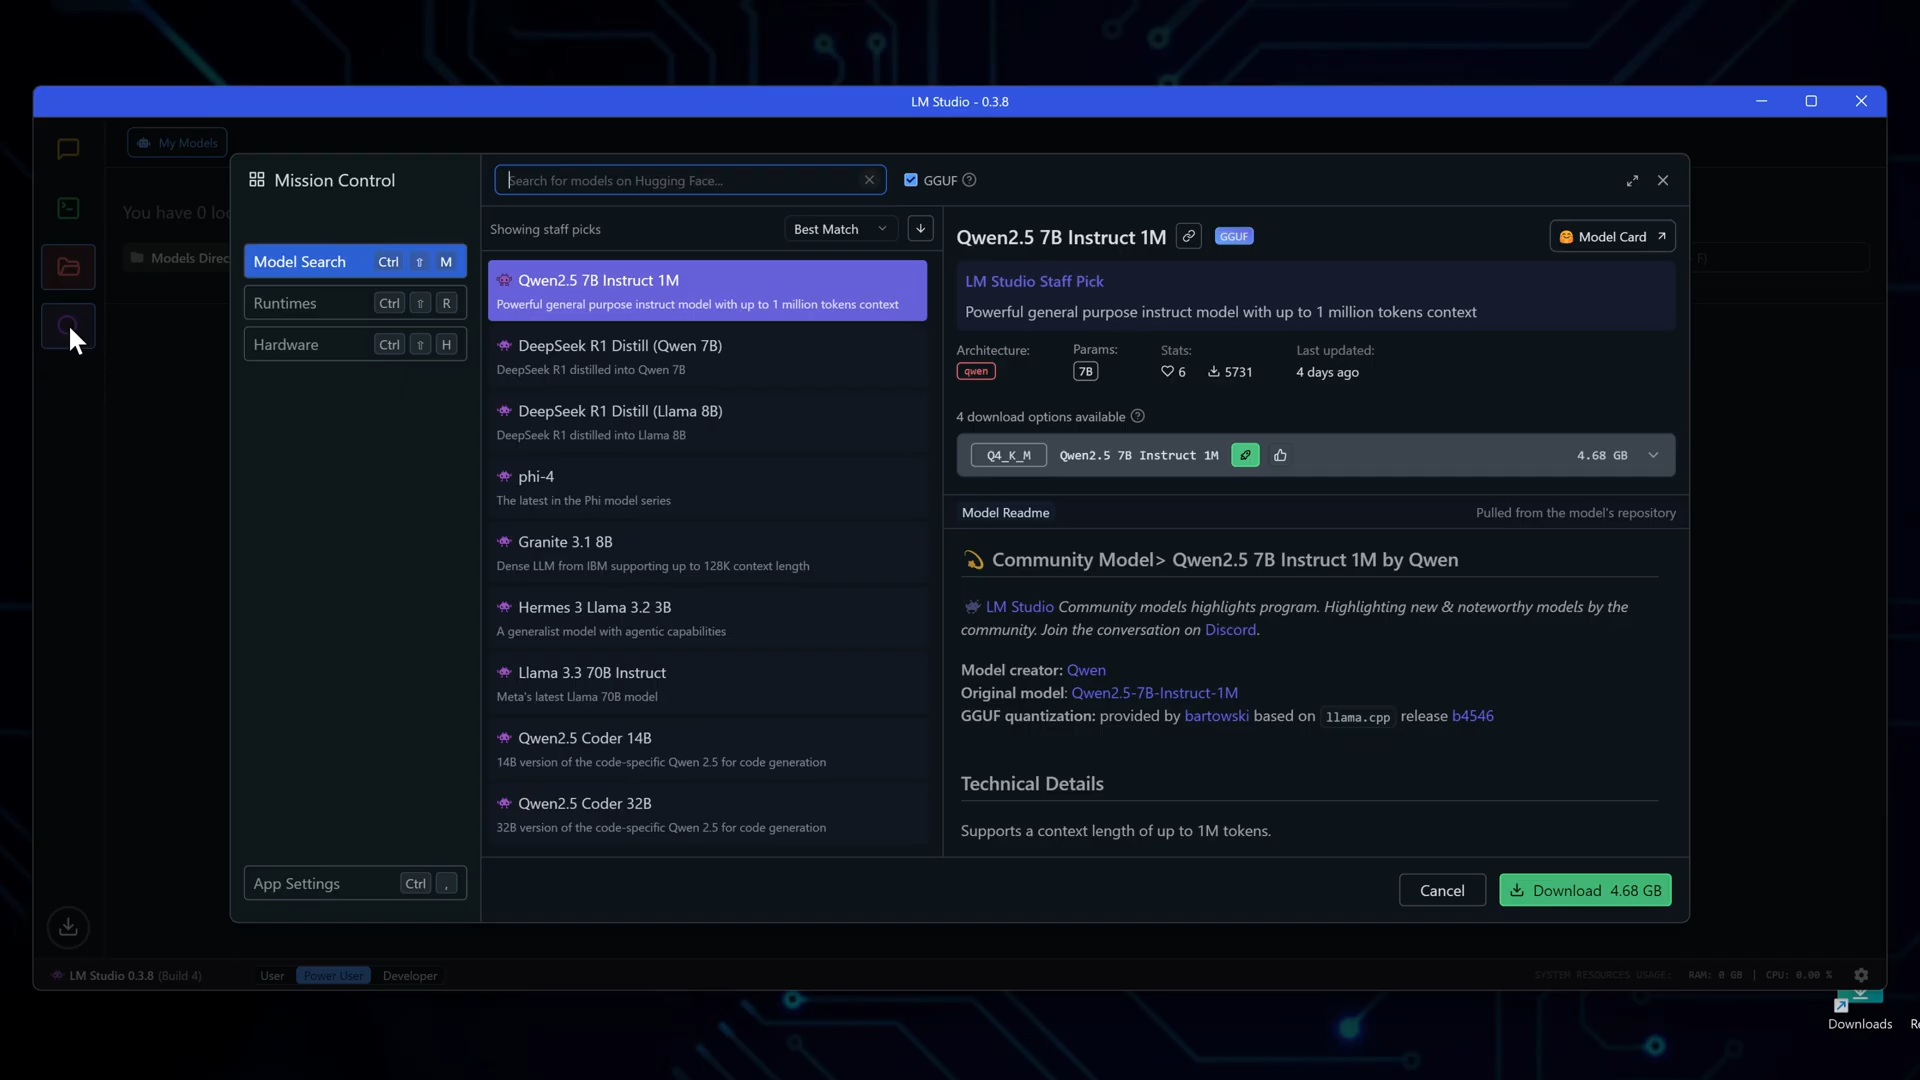 LM Studio - 0.3.8
My Models
Mission Control
Search for models on Hugging Face...
GGUF
You have 0 loc
Models Direc
Model Search Ctrl ⇧ M
Runtimes Ctrl ⇧ R
Hardware Ctrl ⇧ H
App Settings Ctrl ,
Showing staff picks
Best Match
Qwen2.5 7B Instruct 1M
Powerful general purpose instruct model with up to 1 million tokens context
DeepSeek R1 Distill (Qwen 7B)
DeepSeek R1 distilled into Qwen 7B
DeepSeek R1 Distill (Llama 8B)
DeepSeek R1 distilled into Llama 8B
phi-4
The latest in the Phi model series
Granite 3.1 8B
Dense LLM from IBM supporting up to 128K context length
Hermes 3 Llama 3.2 3B
A generalist model with agentic capabilities
Llama 3.3 70B Instruct
Meta's latest Llama 70B model
Qwen2.5 Coder 14B
14B version of the code-specific Qwen 2.5 for code generation
Qwen2.5 Coder 32B
32B version of the code-specific Qwen 2.5 for code generation
Qwen2.5 7B Instruct 1M GGUF
Model Card
LM Studio Staff Pick
Powerful general purpose instruct model with up to 1 million tokens context
Architecture: Params: Stats: Last updated:
qwen 7B 6 5731 4 days ago
4 download options available
Q4_K_M Qwen2.5 7B Instruct 1M 4.68 GB
Model Readme Pulled from the model's repository
Community Model> Qwen2.5 7B Instruct 1M by Qwen
LM Studio Community models highlights program. Highlighting new & noteworthy models by the
community. Join the conversation on Discord.
Model creator: Qwen
Original model: Qwen2.5-7B-Instruct-1M
GGUF quantization: provided by bartowski based on llama.cpp release b4546
Technical Details
Supports a context length of up to 1M tokens.
Cancel
Download 4.68 GB
LM Studio 0.3.8 (Build 4)
User Power User Developer
SYSTEM RESOURCES USAGE: RAM: 0 GB | CPU: 0.00 %
Downloads